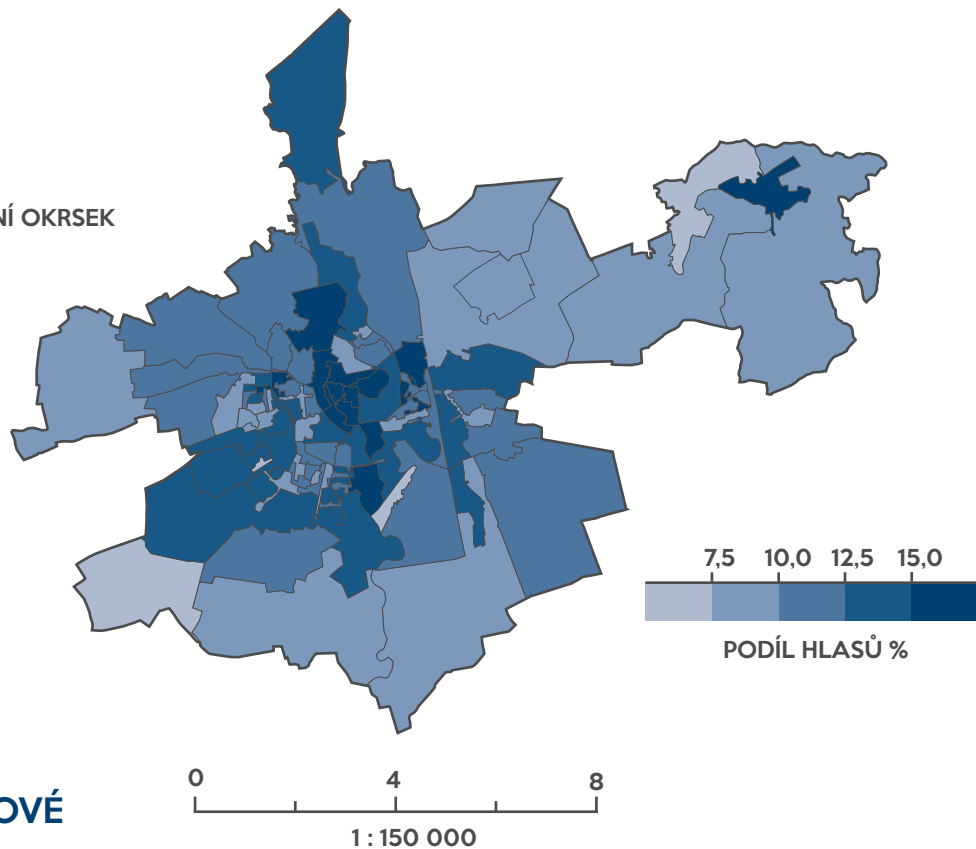 NÍ OKRSEK
7,5 10,0 12,5 15,0
PODÍL HLASŮ %
0 4 8
OVÉ
1 : 150 000